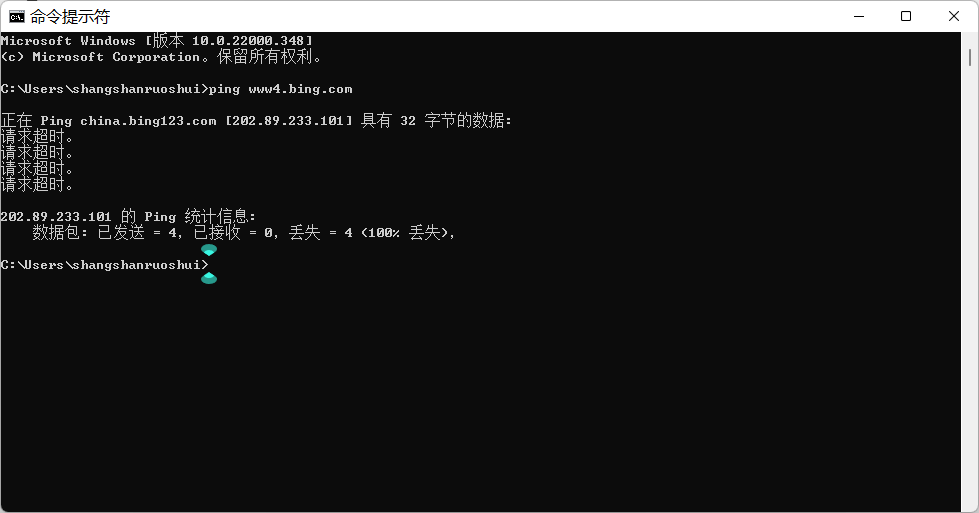 命令提示符
Microsoft Windows [版本 10.0.22000.348]
(c) Microsoft Corporation。保留所有权利。
C:\Users\shangshanruoshui>ping www4.bing.com
正在 Ping china.bing123.com [202.89.233.101] 具有 32 字节的数据:
请求超时。
请求超时。
请求超时。
请求超时。
202.89.233.101 的 Ping 统计信息:
数据包: 已发送 = 4, 已接收 = 0, 丢失 = 4 (100% 丢失),
C:\Users\shangshanruoshui>